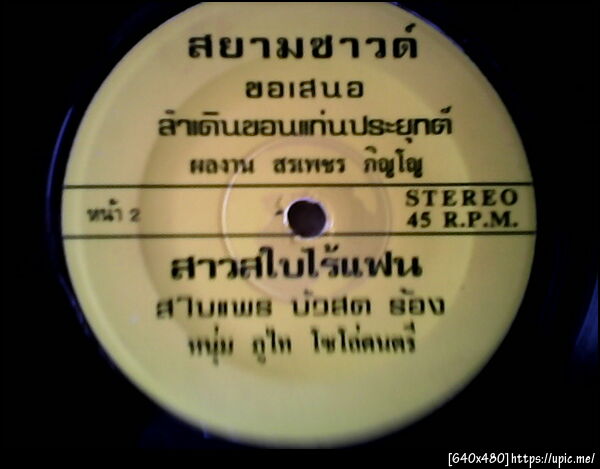 สยามซาวด์
ขอเสนอ
ลำเดินขอนแก่นประยุกต์
ผลงาน สรเพชร ภิญโญ
หน้า 2
STEREO
45 R.P.M.
สาวสไบไร้แฟน
สไบแพร บัวสด ร้อง
หนุ่ม ภูไท โซโล่ดนตรี
[640x480]https://upic.me/